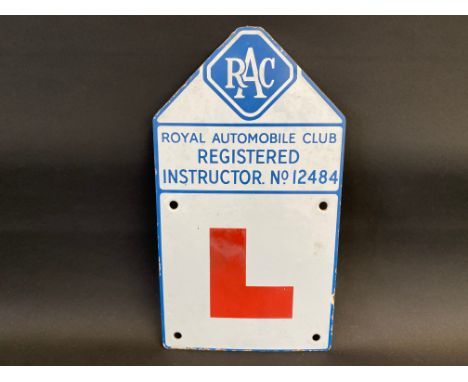 RAC
ROYAL AUTOMOBILE CLUB
REGISTERED
INSTRUCTOR. No 12484
L